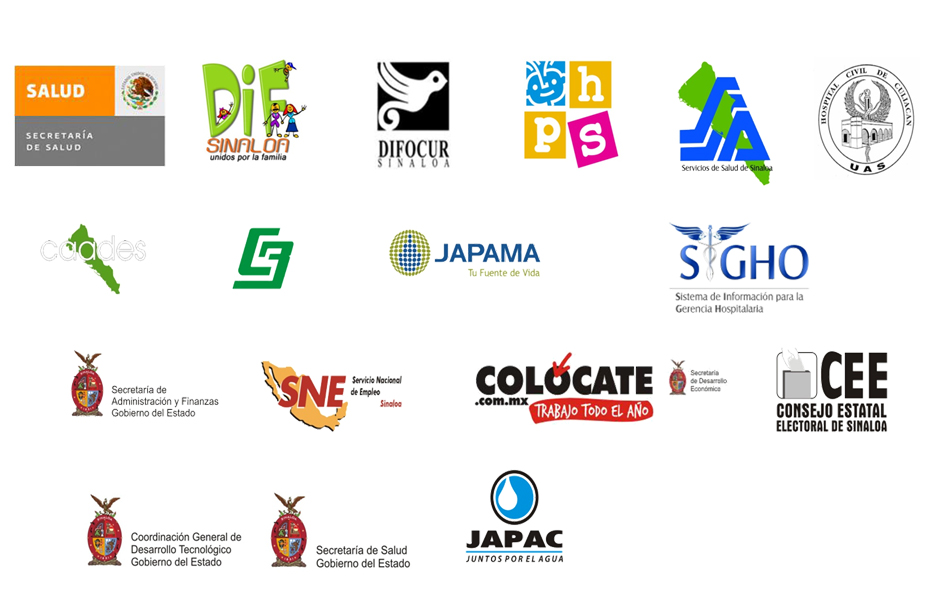 SALUD
SECRETARÍA
DE SALUD
DiF
SINALOA
unidos por la familia
DIFOCUR
SINALOA
h
ps
Servicios de Salud de Sinaloa
HOSPITAL CIVIL DE CULIACÁN
UAS
caades
JAPAMA
Tu Fuente de Vida
SIGHO
Sistema de Información para la
Gerencia Hospitalaria
Secretaría de
Administración y Finanzas
Gobierno del Estado
SNE
Servicio Nacional
de Empleo
Sinaloa
COLÓCATE
.com.mx
TRABAJO TODO EL AÑO
Secretaría
de Desarrollo
Económico
CEE
CONSEJO ESTATAL
ELECTORAL DE SINALOA
Coordinación General de
Desarrollo Tecnológico
Gobierno del Estado
Secretaría de Salud
Gobierno del Estado
JAPAC
JUNTOS POR EL AGUA